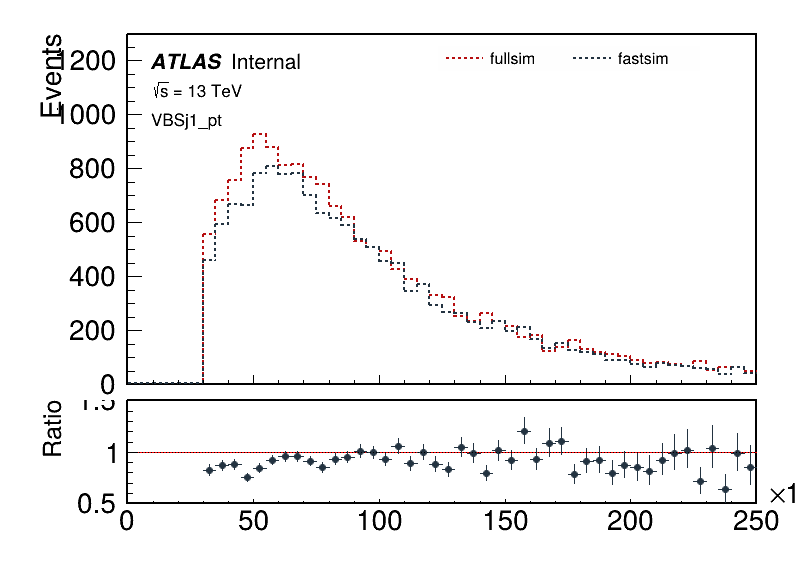 Events
1200
1000
800
600
400
200
0
ATLAS Internal
√s = 13 TeV
VBSj1_pt
fullsim
fastsim
Ratio
1.5
1
0.5
0 50 100 150 200 250
×1